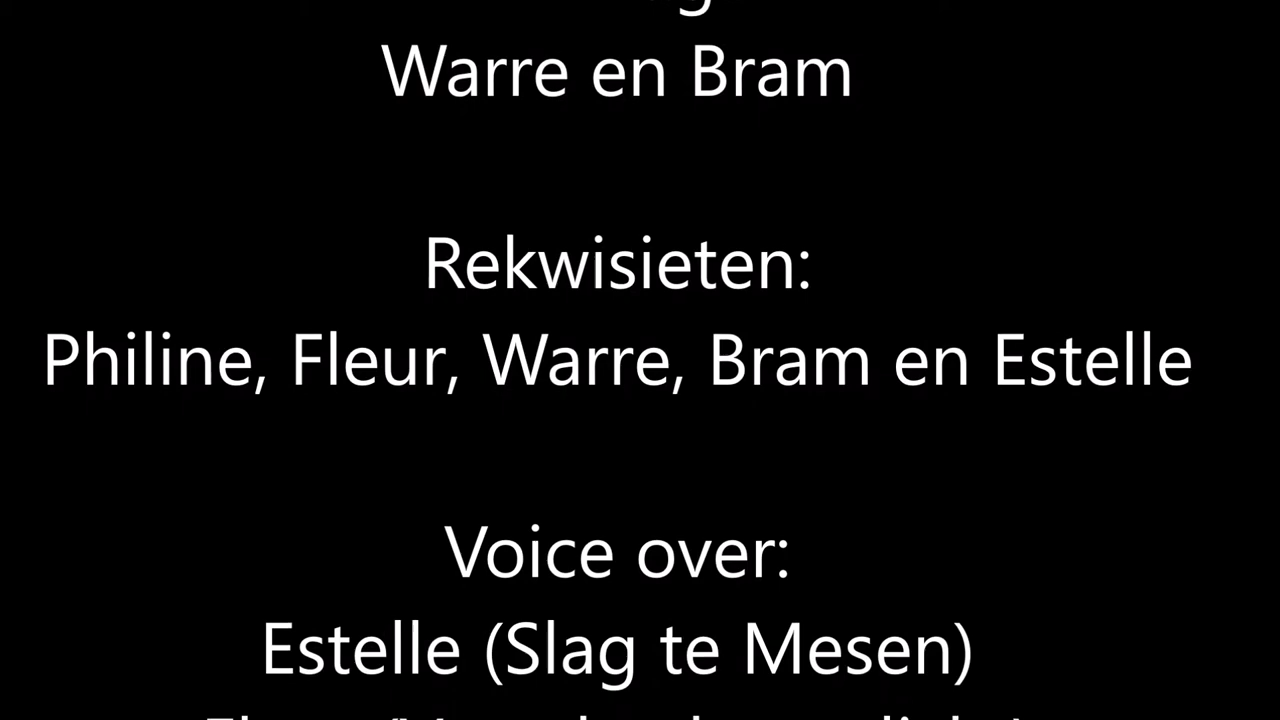 Warre en Bram
Rekwisieten:
Philine, Fleur, Warre, Bram en Estelle
Voice over:
Estelle (Slag te Mesen)